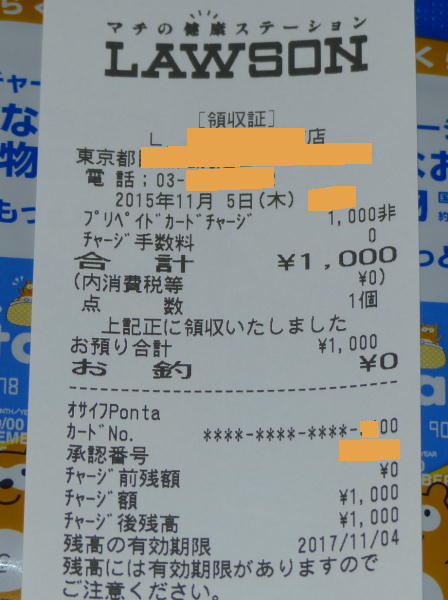 マチの健康ステーション
LAWSON
[領収証]
L 店
東京都
電話;03-
2015年11月 5日(木)
プリペイドカードチャージ 1,000非
チャージ手数料 0
合 計 ¥1,000
(内消費税等 ¥0)
点 数 1個
上記正に領収いたしました
お預り合計 ¥1,000
お 釣 ¥0
オサイフPonta
カードNo. ****-****-****- 00
承認番号
チャージ前残額 ¥0
チャージ額 ¥1,000
チャージ後残高 ¥1,000
残高の有効期限 2017/11/04
残高には有効期限がありますので
ご注意ください。